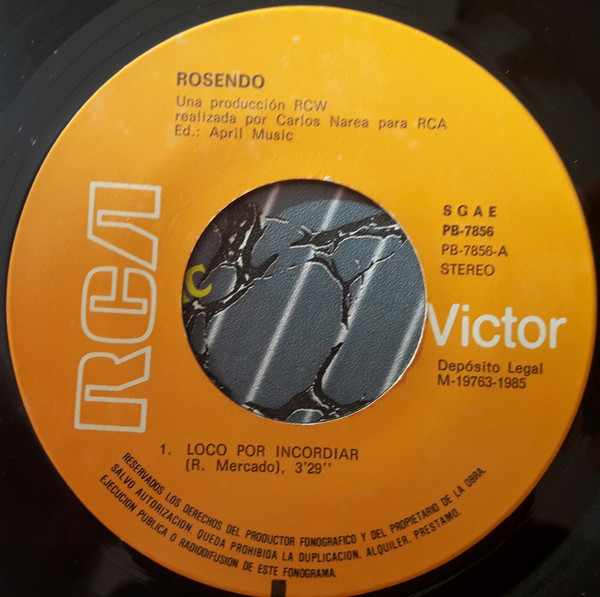 ROSENDO
Una producción RCW
realizada por Carlos Narea para RCA
Ed.: April Music
RCA
S G A E
PB-7856
PB-7856-A
STEREO
Victor
Depósito Legal
M-19763-1985
1. LOCO POR INCORDIAR
(R. Mercado), 3'29''
RESERVADOS LOS DERECHOS DEL PRODUCTOR FONOGRAFICO Y DEL PROPIETARIO DE LA OBRA.
SALVO AUTORIZACION. QUEDA PROHIBIDA LA DUPLICACION. ALQUILER. PRESTAMO.
EJECUCION PUBLICA O RADIODIFUSION DE ESTE FONOGRAMA.